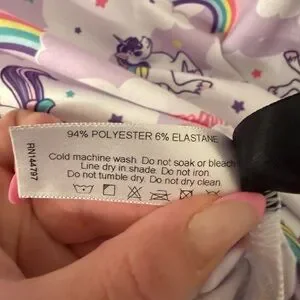 94% POLYESTER 6% ELASTANE
Cold machine wash. Do not soak or bleach
Line dry in shade. Do not iron.
Do not tumble dry. Do not dry clean.
RN144797